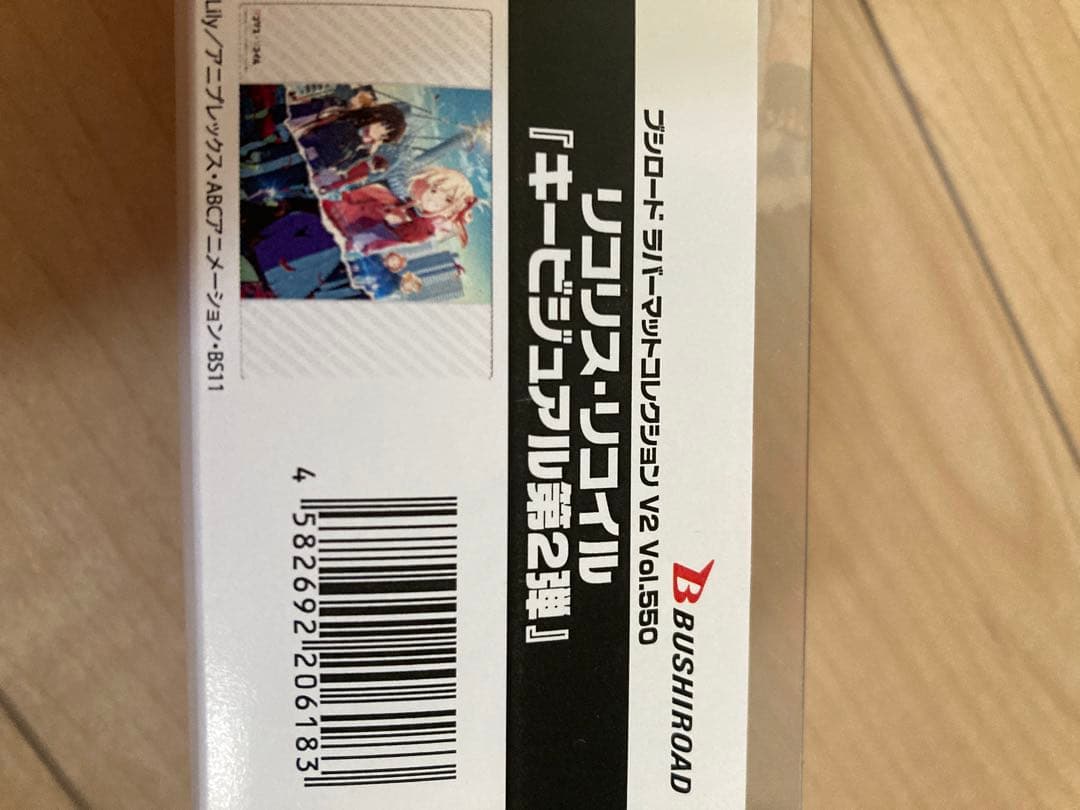 BUSHIROAD
ブシロード ラバーマットコレクション V2 Vol.550
リコリス・リコイル
『キービジュアル第2弾』
4 582692 206183
Lily／アニプレックス・ABCアニメーション・BS11